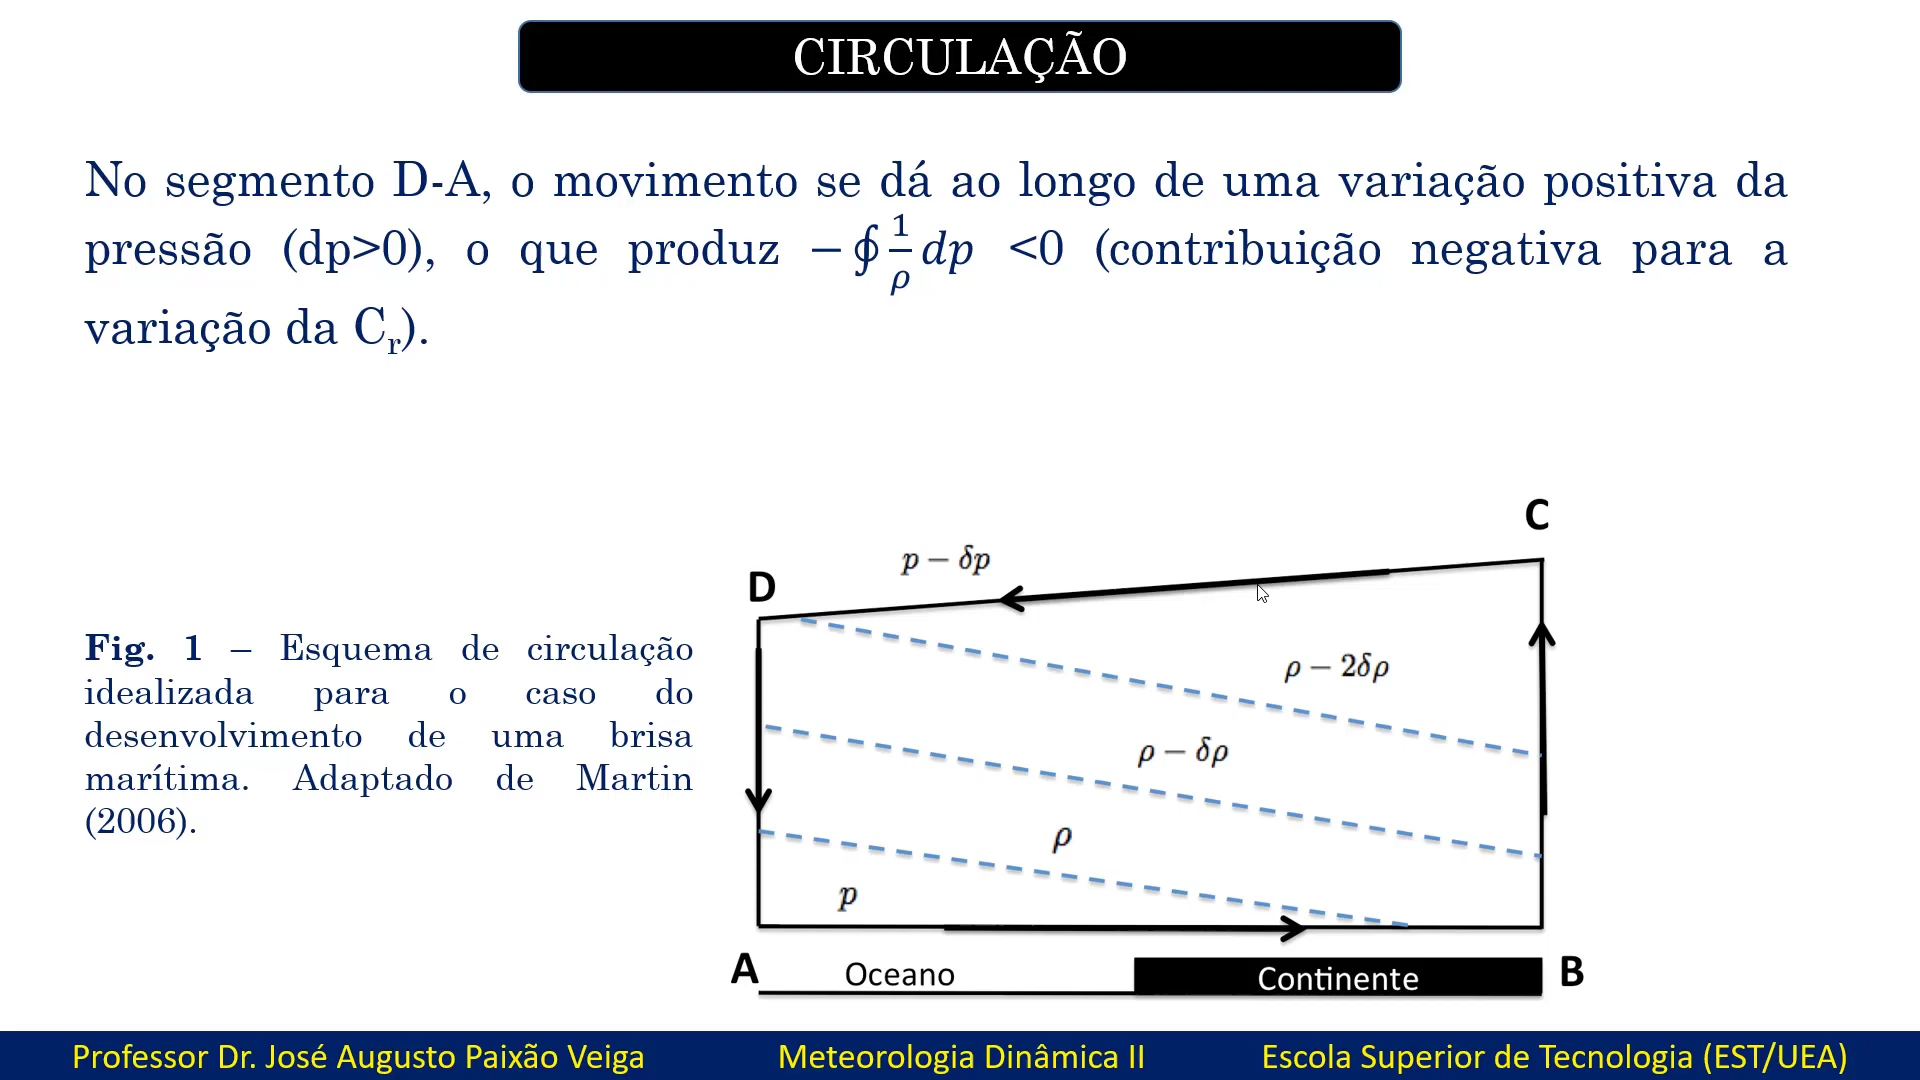 CIRCULAÇÃO
No segmento D-A, o movimento se dá ao longo de uma variação positiva da
pressão (dp>0), o que produz −∮ 1/ρ dp <0 (contribuição negativa para a
variação da Cᵣ).
C
p − δp
D
ρ − 2δρ
Fig. 1 – Esquema de circulação
idealizada para o caso do
desenvolvimento de uma brisa
marítima. Adaptado de Martin
(2006).
ρ − δρ
ρ
p
A
Oceano
Continente
B
Professor Dr. José Augusto Paixão Veiga
Meteorologia Dinâmica II
Escola Superior de Tecnologia (EST/UEA)